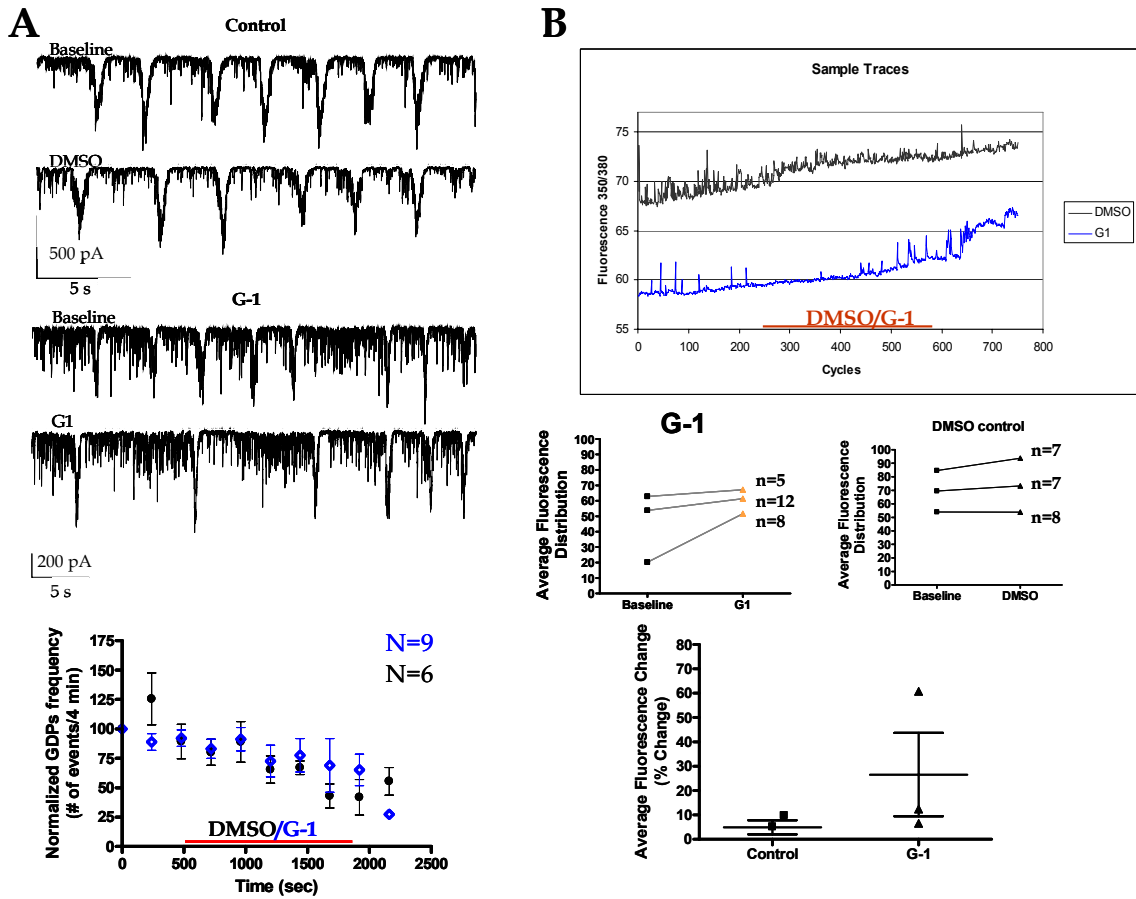 A
Control
Baseline
DMSO
500 pA
5 s
G-1
Baseline
G1
200 pA
5 s
175
150
125
100
75
50
25
0
N=9
N=6
DMSO/G-1
0 500 1000 1500 2000 2500
Time (sec)
Normalized GDPs frequency
(# of events/4 min)
B
Sample Traces
75
70
65
60
55
Fluorescence 350/380
DMSO
G1
DMSO/G-1
0 100 200 300 400 500 600 700 800
Cycles
G-1
100
90
80
70
60
50
40
30
20
10
0
Average Fluorescence
Distribution
n=5
n=12
n=8
Baseline G1
DMSO control
100
90
80
70
60
50
40
30
20
10
0
Average Fluorescence
Distribution
n=7
n=7
n=8
Baseline DMSO
80
70
60
50
40
30
20
10
0
Average Fluorescence Change
(% Change)
Control G-1